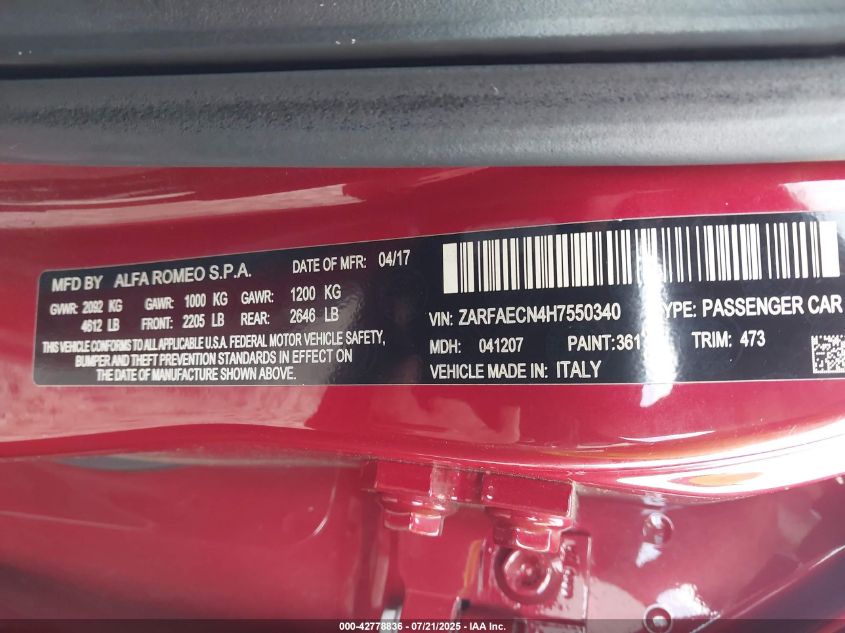 MFD BY ALFA ROMEO S.P.A. DATE OF MFR: 04/17
GVWR: 2092 KG GAWR: 1000 KG GAWR: 1200 KG
4612 LB FRONT: 2205 LB REAR: 2646 LB
THIS VEHICLE CONFORMS TO ALL APPLICABLE U.S.A. FEDERAL MOTOR VEHICLE SAFETY,
BUMPER AND THEFT PREVENTION STANDARDS IN EFFECT ON
THE DATE OF MANUFACTURE SHOWN ABOVE.
VIN: ZARFAECN4H7550340 TYPE: PASSENGER CAR
MDH: 041207 PAINT: 361 TRIM: 473
VEHICLE MADE IN: ITALY
000-42778836 - 07/21/2025 - IAA Inc.